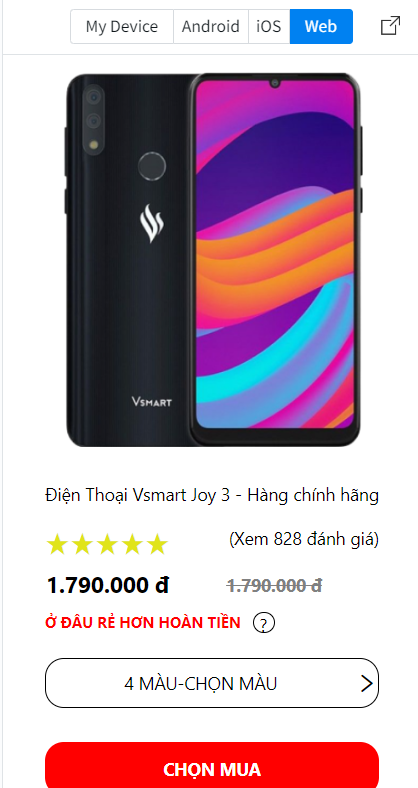 My Device Android iOS Web
VSMART
Điện Thoại Vsmart Joy 3 - Hàng chính hãng
(Xem 828 đánh giá)
1.790.000 đ 1.790.000 đ
Ở ĐÂU RẺ HƠN HOÀN TIỀN ?
4 MÀU-CHỌN MÀU
CHỌN MUA